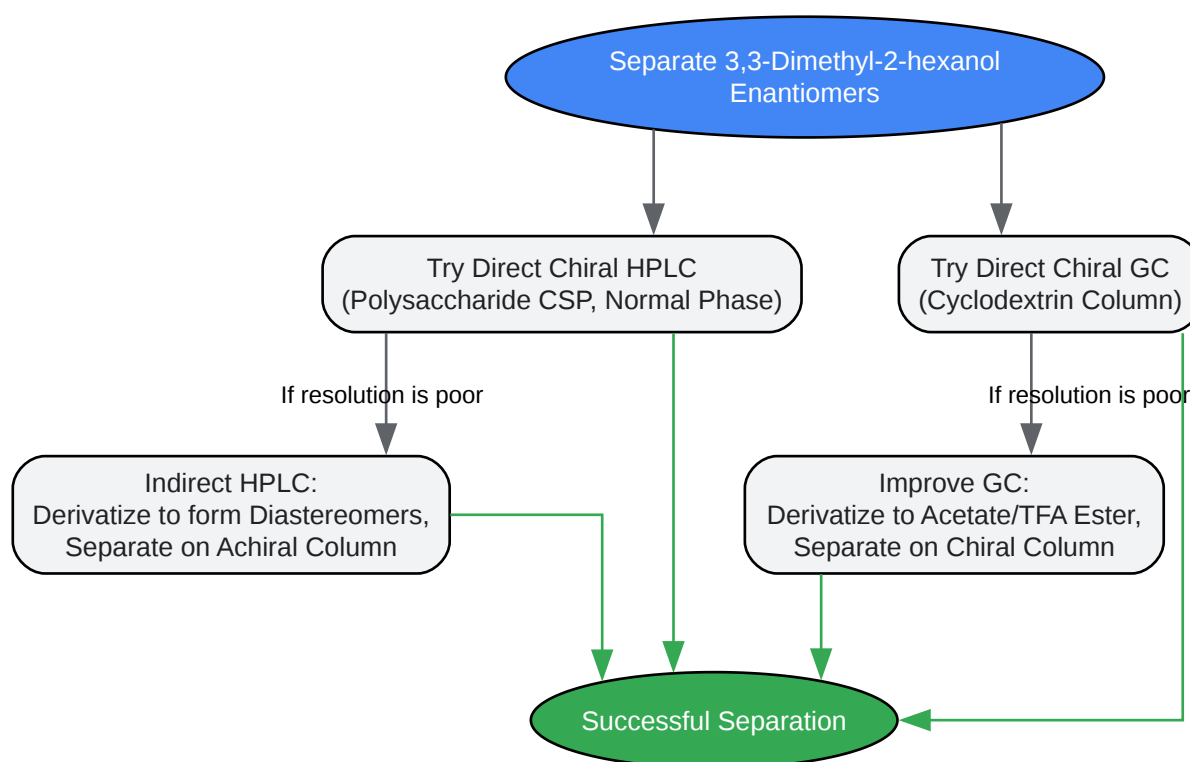 Separate 3,3-Dimethyl-2-hexanol
Enantiomers
Try Direct Chiral HPLC
(Polysaccharide CSP, Normal Phase)
Try Direct Chiral GC
(Cyclodextrin Column)
If resolution is poor
If resolution is poor
Indirect HPLC:
Derivatize to form Diastereomers,
Separate on Achiral Column
Improve GC:
Derivatize to Acetate/TFA Ester,
Separate on Chiral Column
Successful Separation